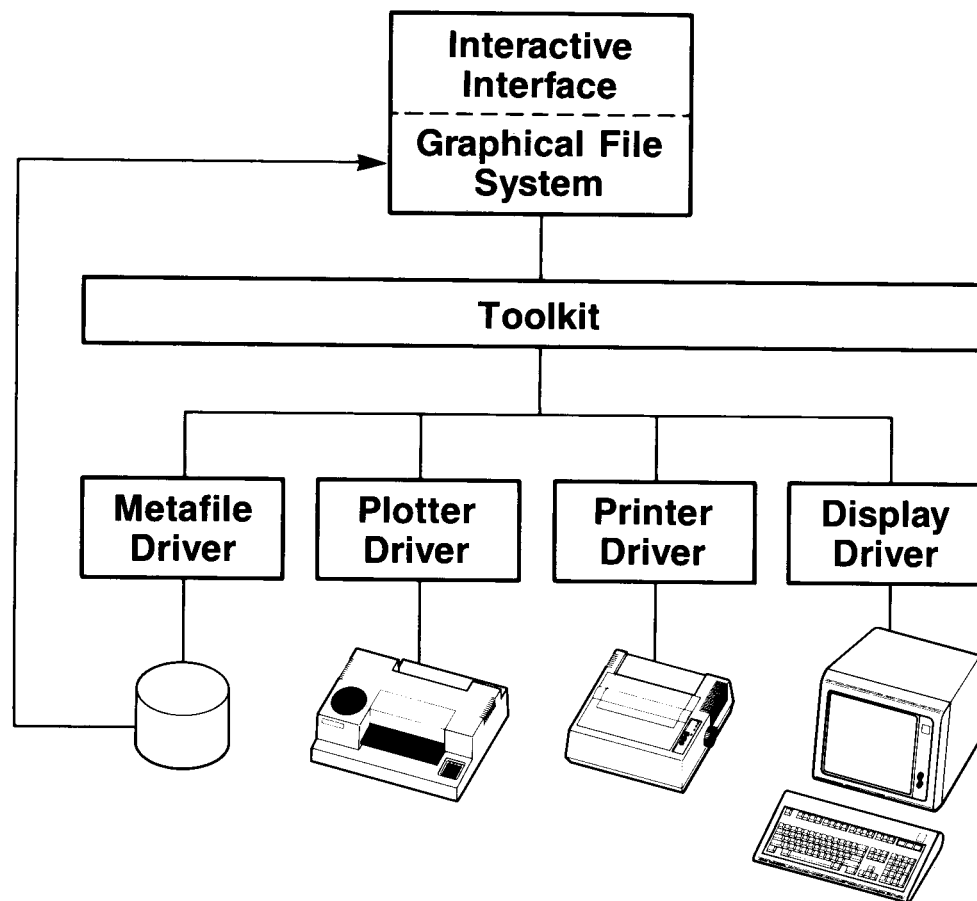 Interactive
Interface
Graphical File
System
Toolkit
Metafile
Driver
Plotter
Driver
Printer
Driver
Display
Driver